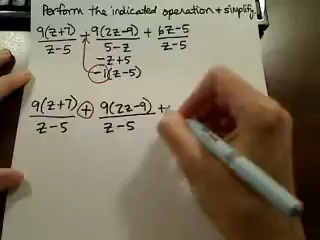 Perform the indicated operation + simplify
9(z+7)/z-5 + 9(2z-9)/5-z + 6z-5/z-5
-z+5
-1(z-5)
9(z+7)/z-5 + 9(2z-9)/z-5 +